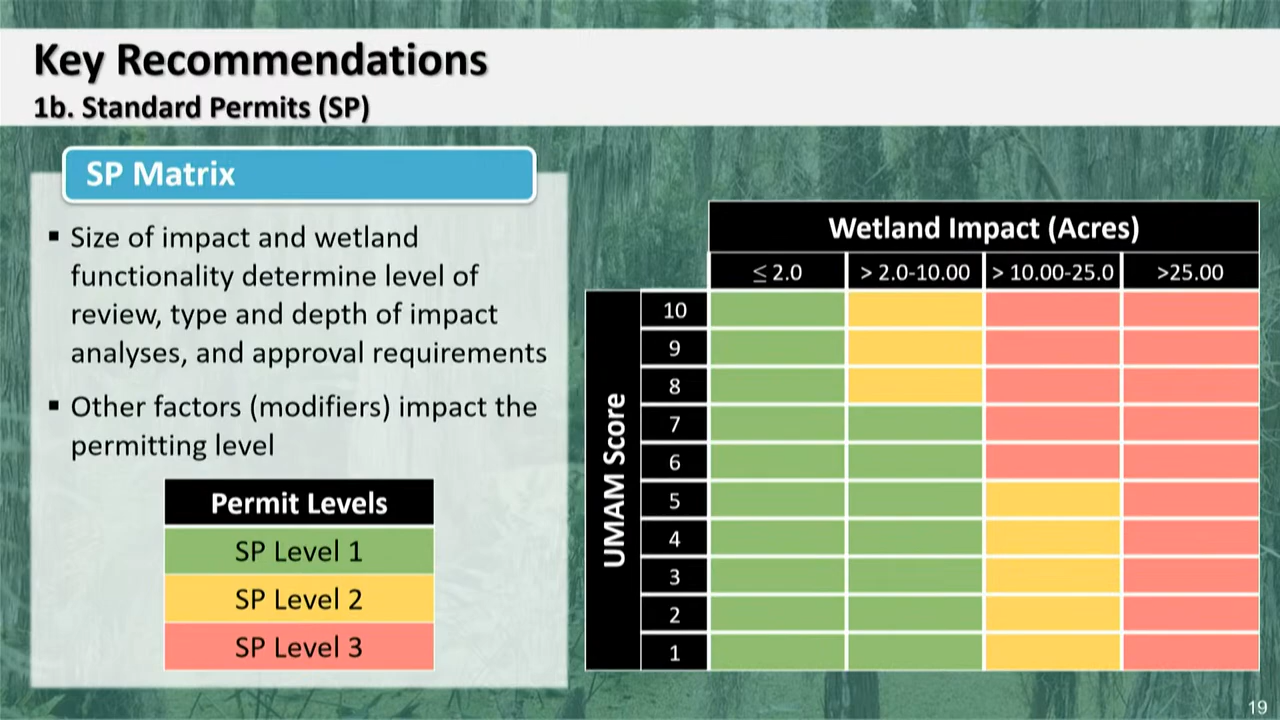 Key Recommendations
1b. Standard Permits (SP)
SP Matrix
▪ Size of impact and wetland
functionality determine level of
review, type and depth of impact
analyses, and approval requirements
▪ Other factors (modifiers) impact the
permitting level
Permit Levels
SP Level 1
SP Level 2
SP Level 3
Wetland Impact (Acres)
≤ 2.0 > 2.0-10.00 > 10.00-25.0 >25.00
UMAM Score
10
9
8
7
6
5
4
3
2
1
19